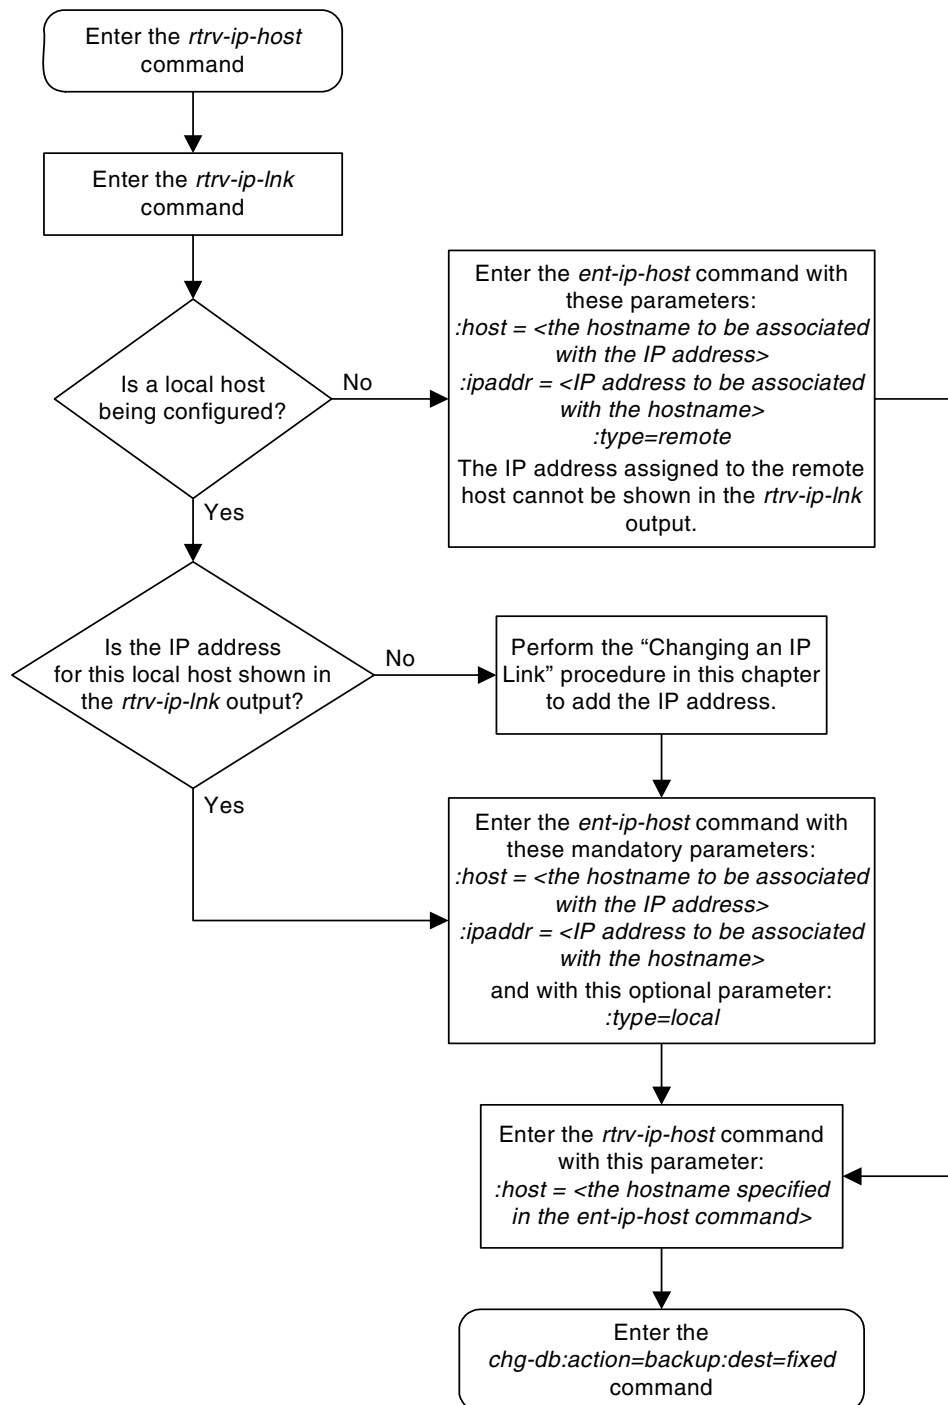 Enter the rtrv-ip-host
command
Enter the rtrv-ip-lnk
command
Is a local host
being configured?
No
Enter the ent-ip-host command with
these parameters:
:host = <the hostname to be associated
with the IP address>
:ipaddr = <IP address to be associated
with the hostname>
:type=remote
The IP address assigned to the remote
host cannot be shown in the rtrv-ip-lnk
output.
Yes
Is the IP address
for this local host shown in
the rtrv-ip-lnk output?
No
Perform the “Changing an IP
Link” procedure in this chapter
to add the IP address.
Yes
Enter the ent-ip-host command with
these mandatory parameters:
:host = <the hostname to be associated
with the IP address>
:ipaddr = <IP address to be associated
with the hostname>
and with this optional parameter:
:type=local
Enter the rtrv-ip-host command
with this parameter:
:host = <the hostname specified
in the ent-ip-host command>
Enter the
chg-db:action=backup:dest=fixed
command